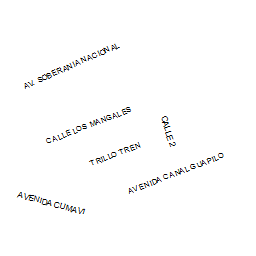 AV. SOBERANIA NACIONAL
CALLE LOS MANGALES
CALLE 2
TRILLO TREN
AVENIDA CANAL GUAPILO
AVENIDA CUMAVI